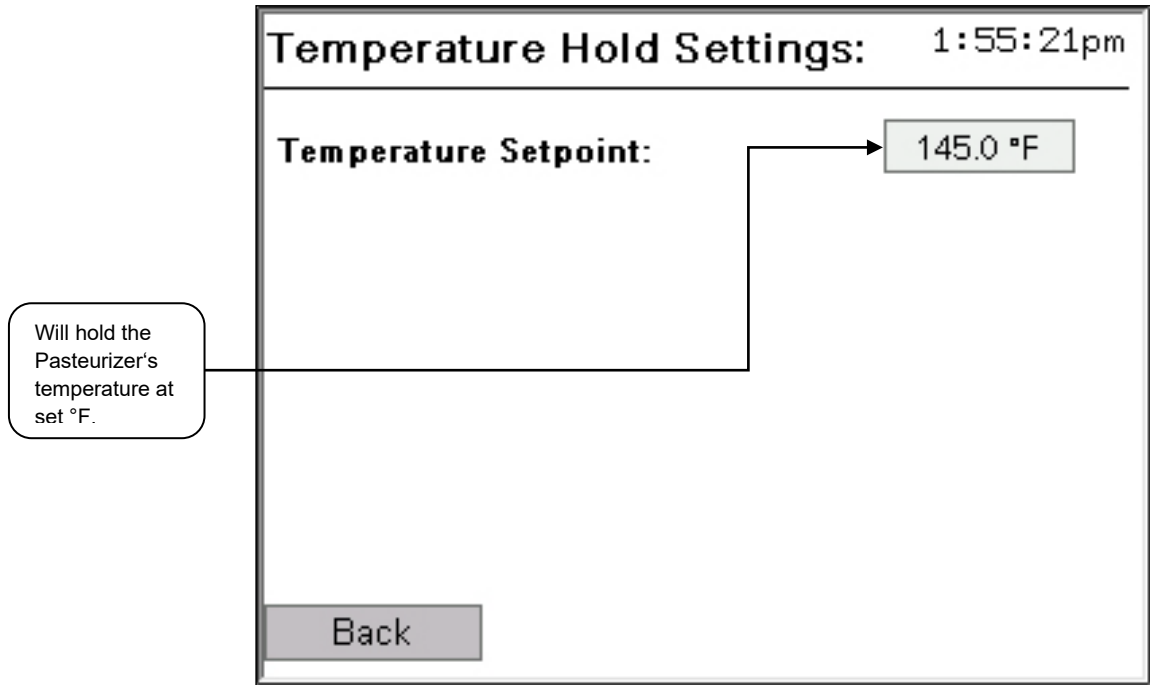 Temperature Hold Settings: 1:55:21pm
Temperature Setpoint: 145.0 °F
Will hold the
Pasteurizer‘s
temperature at
set °F.
Back